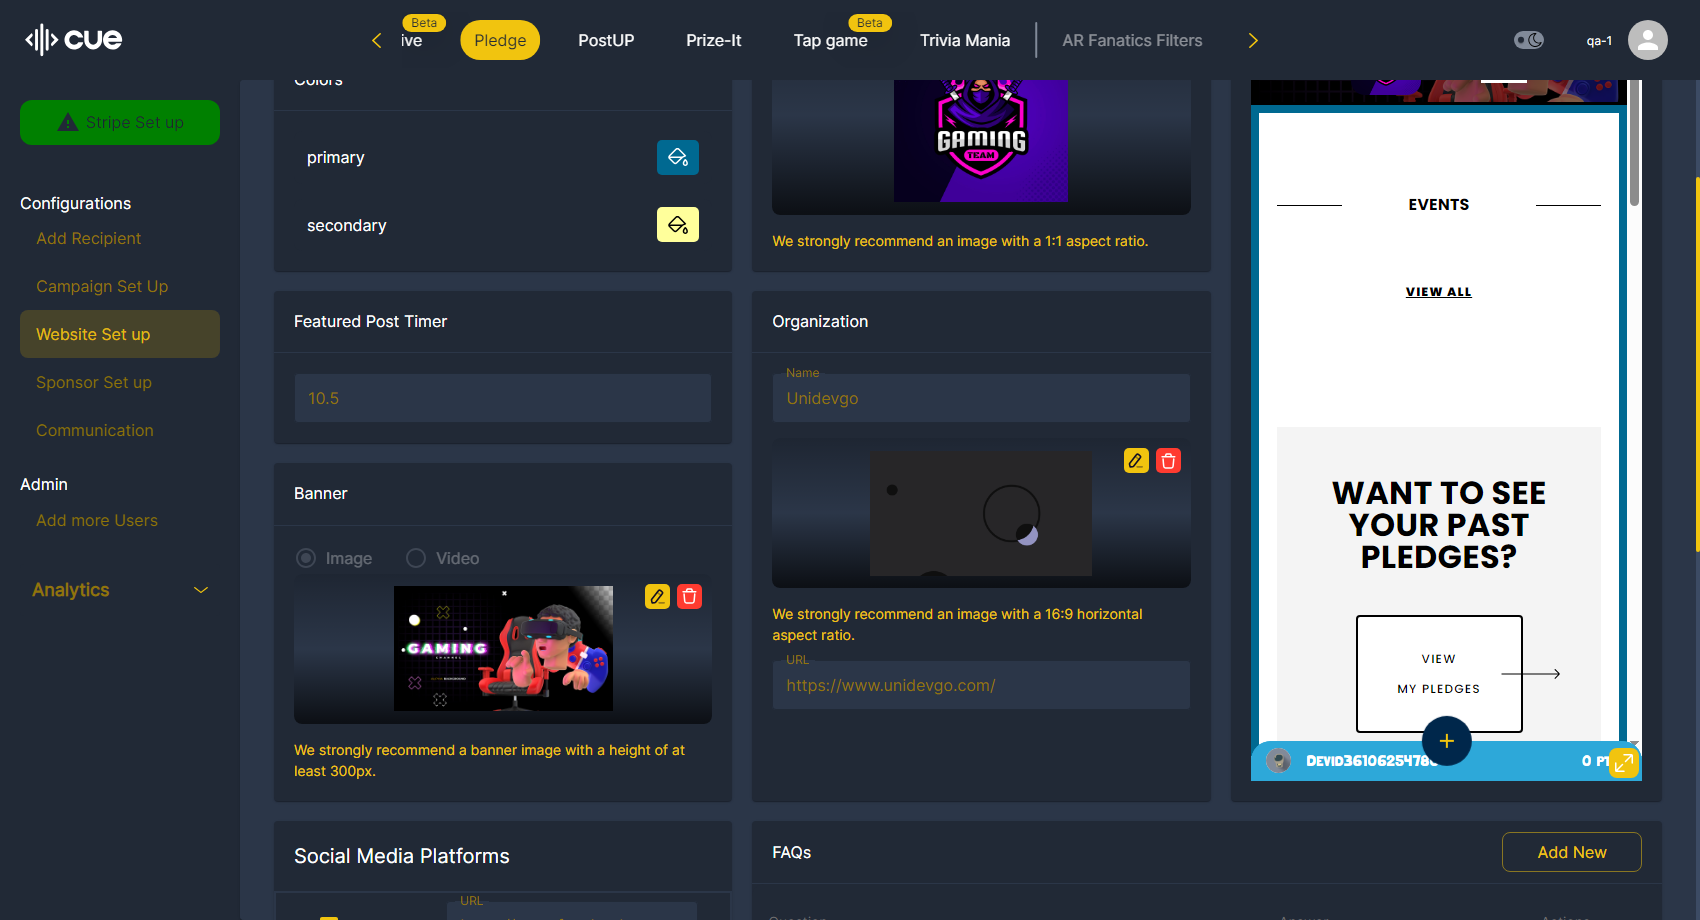 cue
Beta
ive
Pledge
PostUP
Prize-It
Tap game
Beta
Trivia Mania
AR Fanatics Filters
qa-1
Stripe Set up
Configurations
Add Recipient
Campaign Set Up
Website Set up
Sponsor Set up
Communication
Admin
Add more Users
Analytics
Colors
primary
secondary
GAMING
TEAM
We strongly recommend an image with a 1:1 aspect ratio.
Featured Post Timer
10.5
Organization
Name
Unidevgo
We strongly recommend an image with a 16:9 horizontal
aspect ratio.
URL
https://www.unidevgo.com/
Banner
Image
Video
GAMING
We strongly recommend a banner image with a height of at
least 300px.
EVENTS
VIEW ALL
WANT TO SEE
YOUR PAST
PLEDGES?
VIEW
MY PLEDGES
0 PT
Social Media Platforms
URL
FAQs
Add New
Question
Answer
Actions